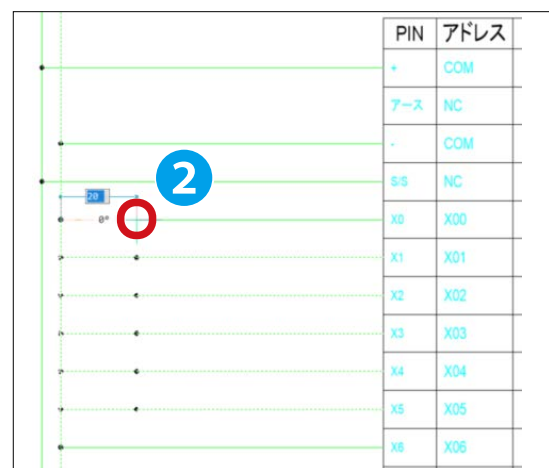 PIN アドレス
+ COM
アース NC
- COM
S/S NC
2
20
0°
X0 X00
X1 X01
X2 X02
X3 X03
X4 X04
X5 X05
X6 X06